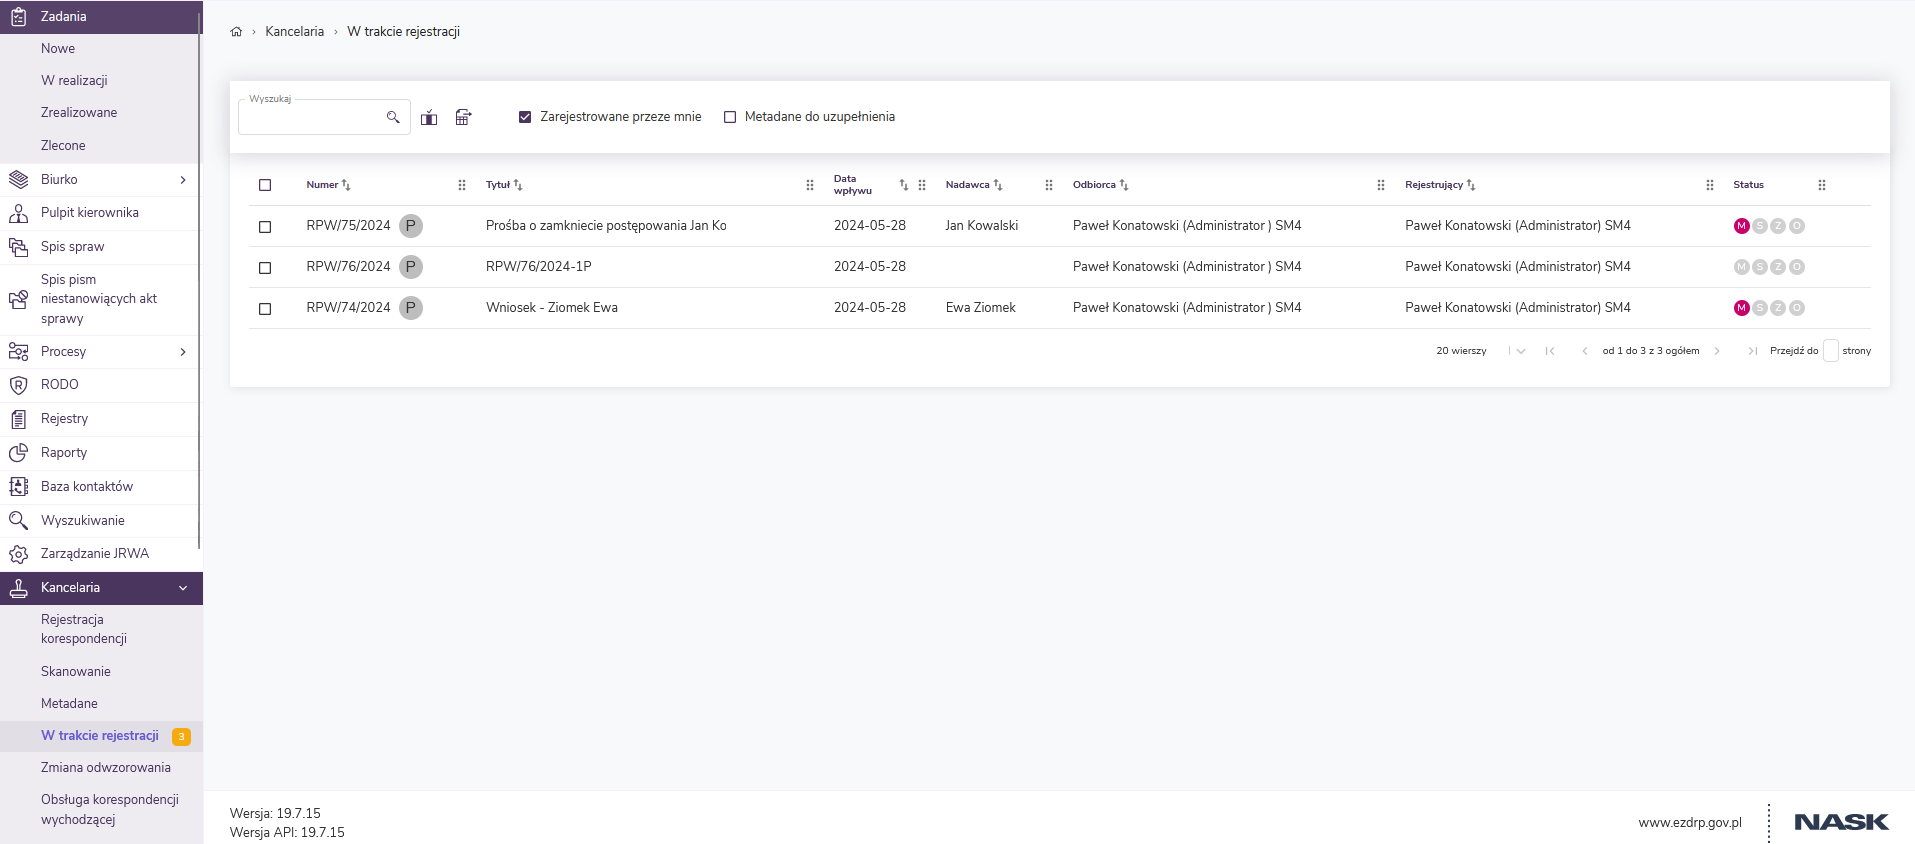 Zadania
Nowe
W realizacji
Zrealizowane
Zlecone
Biurko
Pulpit kierownika
Spis spraw
Spis pism
niestanowiących akt
sprawy
Procesy
RODO
Rejestry
Raporty
Baza kontaktów
Wyszukiwanie
Zarządzanie JRWA
Kancelaria
Rejestracja
korespondencji
Skanowanie
Metadane
W trakcie rejestracji 3
Zmiana odwzorowania
Obsługa korespondencji
wychodzącej
Kancelaria › W trakcie rejestracji
Wyszukaj
Zarejestrowane przeze mnie Metadane do uzupełnienia
Numer Tytuł Data wpływu Nadawca Odbiorca Rejestrujący Status
RPW/75/2024 P Prośba o zamkniecie postępowania Jan Ko 2024-05-28 Jan Kowalski Paweł Konatowski (Administrator ) SM4 Paweł Konatowski (Administrator) SM4 M S Z O
RPW/76/2024 P RPW/76/2024-1P 2024-05-28 Paweł Konatowski (Administrator ) SM4 Paweł Konatowski (Administrator) SM4 M S Z O
RPW/74/2024 P Wniosek - Ziomek Ewa 2024-05-28 Ewa Ziomek Paweł Konatowski (Administrator ) SM4 Paweł Konatowski (Administrator) SM4 M S Z O
20 wierszy od 1 do 3 z 3 ogółem Przejdź do strony
Wersja: 19.7.15
Wersja API: 19.7.15
www.ezdrp.gov.pl
NASK